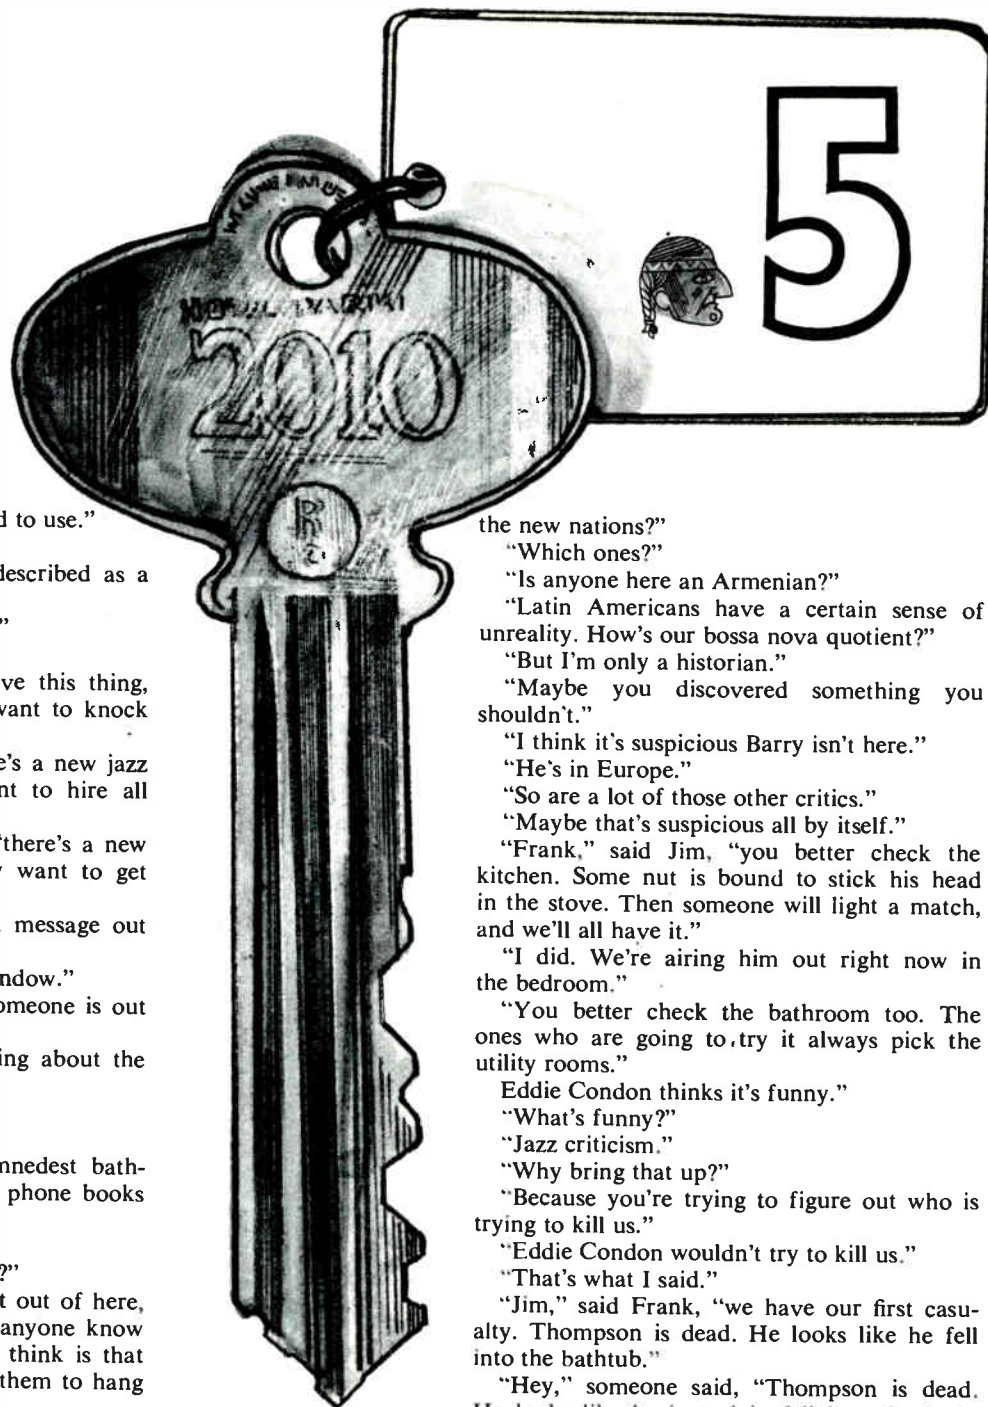 5
2010
d to use.”
described as a
”
ve this thing,
vant to knock
e's a new jazz
nt to hire all
‘there's a new
want to get
message out
ndow.”
omeone is out
ing about the
mnedest bath-
phone books
?”
t out of here,
anyone know
think is that
them to hang
the new nations?”
“Which ones?”
“Is anyone here an Armenian?”
“Latin Americans have a certain sense of
unreality. How's our bossa nova quotient?”
“But I'm only a historian.”
“Maybe you discovered something you
shouldn't.”
“I think it's suspicious Barry isn't here.”
“He's in Europe.”
“So are a lot of those other critics.”
“Maybe that's suspicious all by itself.”
“Frank,” said Jim, “you better check the
kitchen. Some nut is bound to stick his head
in the stove. Then someone will light a match,
and we'll all have it.”
“I did. We're airing him out right now in
the bedroom.”
“You better check the bathroom too. The
ones who are going to try it always pick the
utility rooms.”
Eddie Condon thinks it's funny.”
“What's funny?”
“Jazz criticism.”
“Why bring that up?”
“Because you're trying to figure out who is
trying to kill us.”
“Eddie Condon wouldn't try to kill us.”
“That's what I said.”
“Jim,” said Frank, “we have our first casu-
alty. Thompson is dead. He looks like he fell
into the bathtub.”
“Hey,” someone said, “Thompson is dead.